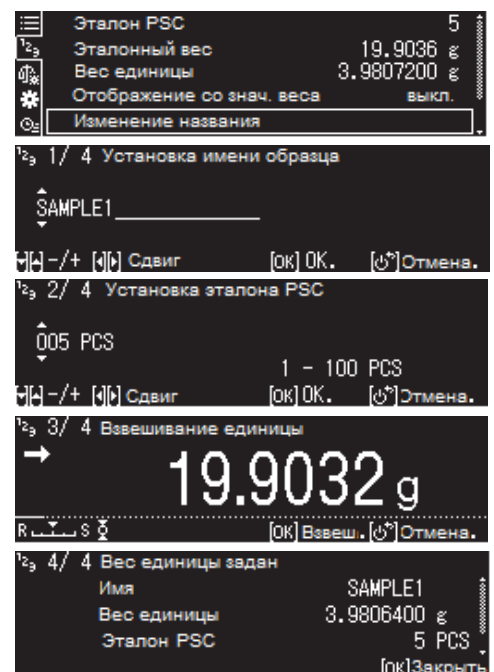 Эталон PSC 5
Эталонный вес 19.9036 g
Вес единицы 3.9807200 g
Отображение со знач. веса выкл.
Изменение названия
1/ 4 Установка имени образца
SAMPLE1
-/+ Сдвиг [OK] OK. Отмена.
2/ 4 Установка эталона PSC
005 PCS
1 - 100 PCS
-/+ Сдвиг [OK] OK. Отмена.
3/ 4 Взвешивание единицы
19.9032 g
R S [OK] Взвеш. Отмена.
4/ 4 Вес единицы задан
Имя SAMPLE1
Вес единицы 3.9806400 g
Эталон PSC 5 PCS
[OK]Закрыть